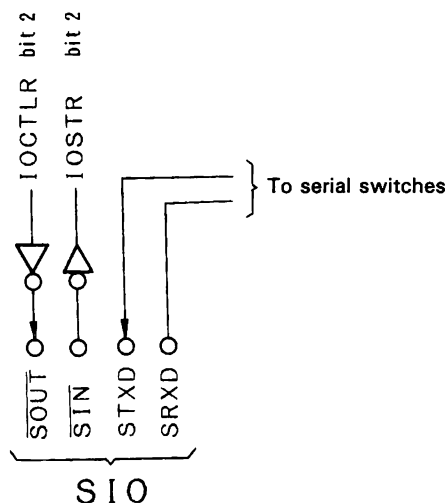 IOCTLR bit 2
IOSTR bit 2
To serial switches
SOUT
SIN
STXD
SRXD
SIO